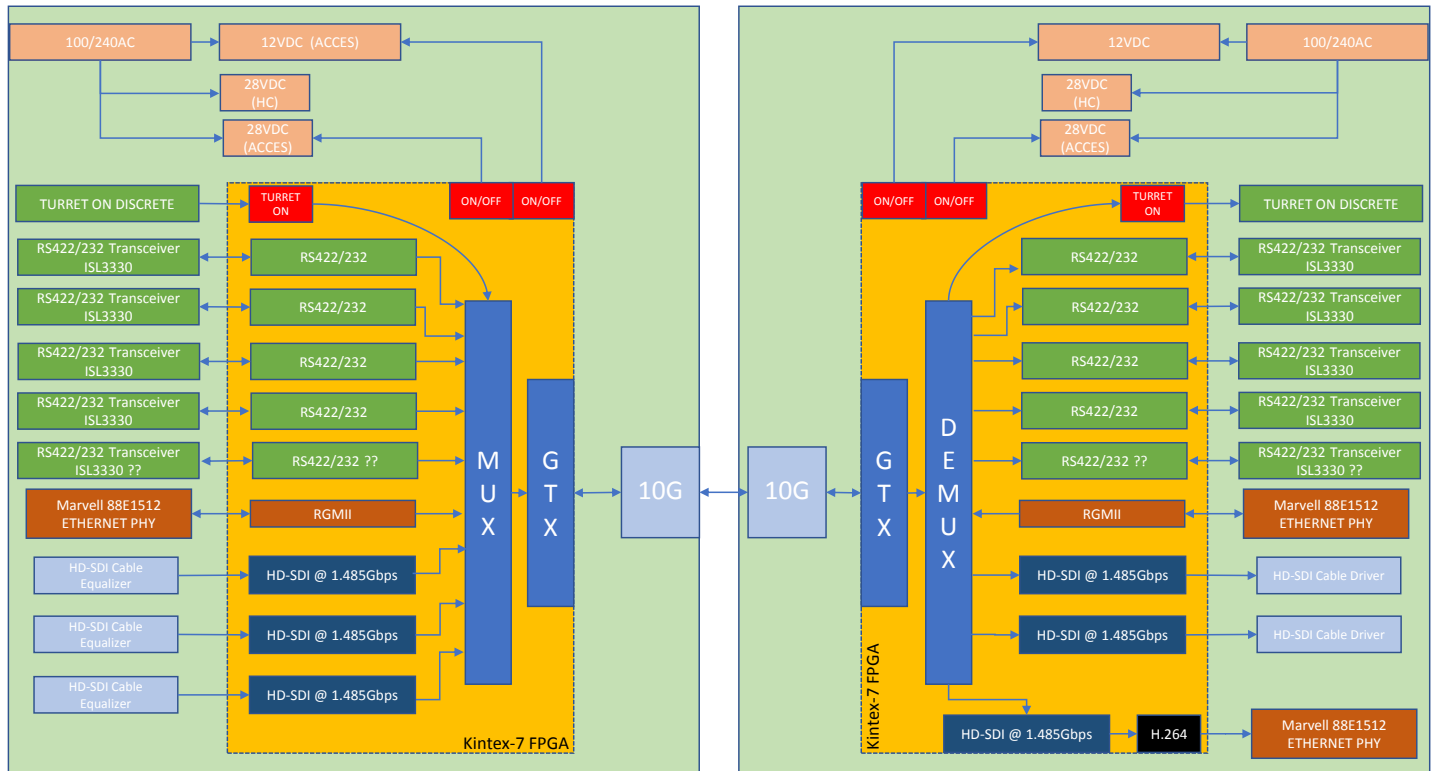 100/240AC
12VDC (ACCES)
28VDC
(HC)
28VDC
(ACCES)
TURRET ON DISCRETE
TURRET
ON
ON/OFF
ON/OFF
RS422/232 Transceiver
ISL3330
RS422/232
RS422/232 Transceiver
ISL3330
RS422/232
RS422/232 Transceiver
ISL3330
RS422/232
RS422/232 Transceiver
ISL3330
RS422/232
RS422/232 Transceiver
ISL3330 ??
RS422/232 ??
Marvell 88E1512
ETHERNET PHY
RGMII
HD-SDI Cable
Equalizer
HD-SDI @ 1.485Gbps
HD-SDI Cable
Equalizer
HD-SDI @ 1.485Gbps
HD-SDI Cable
Equalizer
HD-SDI @ 1.485Gbps
M
U
X
G
T
X
Kintex-7 FPGA
10G
12VDC
100/240AC
28VDC
(HC)
28VDC
(ACCES)
ON/OFF
ON/OFF
TURRET
ON
TURRET ON DISCRETE
10G
G
T
X
D
E
M
U
X
RS422/232
RS422/232 Transceiver
ISL3330
RS422/232
RS422/232 Transceiver
ISL3330
RS422/232
RS422/232 Transceiver
ISL3330
RS422/232
RS422/232 Transceiver
ISL3330
RS422/232 ??
RS422/232 Transceiver
ISL3330 ??
RGMII
Marvell 88E1512
ETHERNET PHY
HD-SDI @ 1.485Gbps
HD-SDI Cable Driver
HD-SDI @ 1.485Gbps
HD-SDI Cable Driver
Kintex-7 FPGA
HD-SDI @ 1.485Gbps
H.264
Marvell 88E1512
ETHERNET PHY